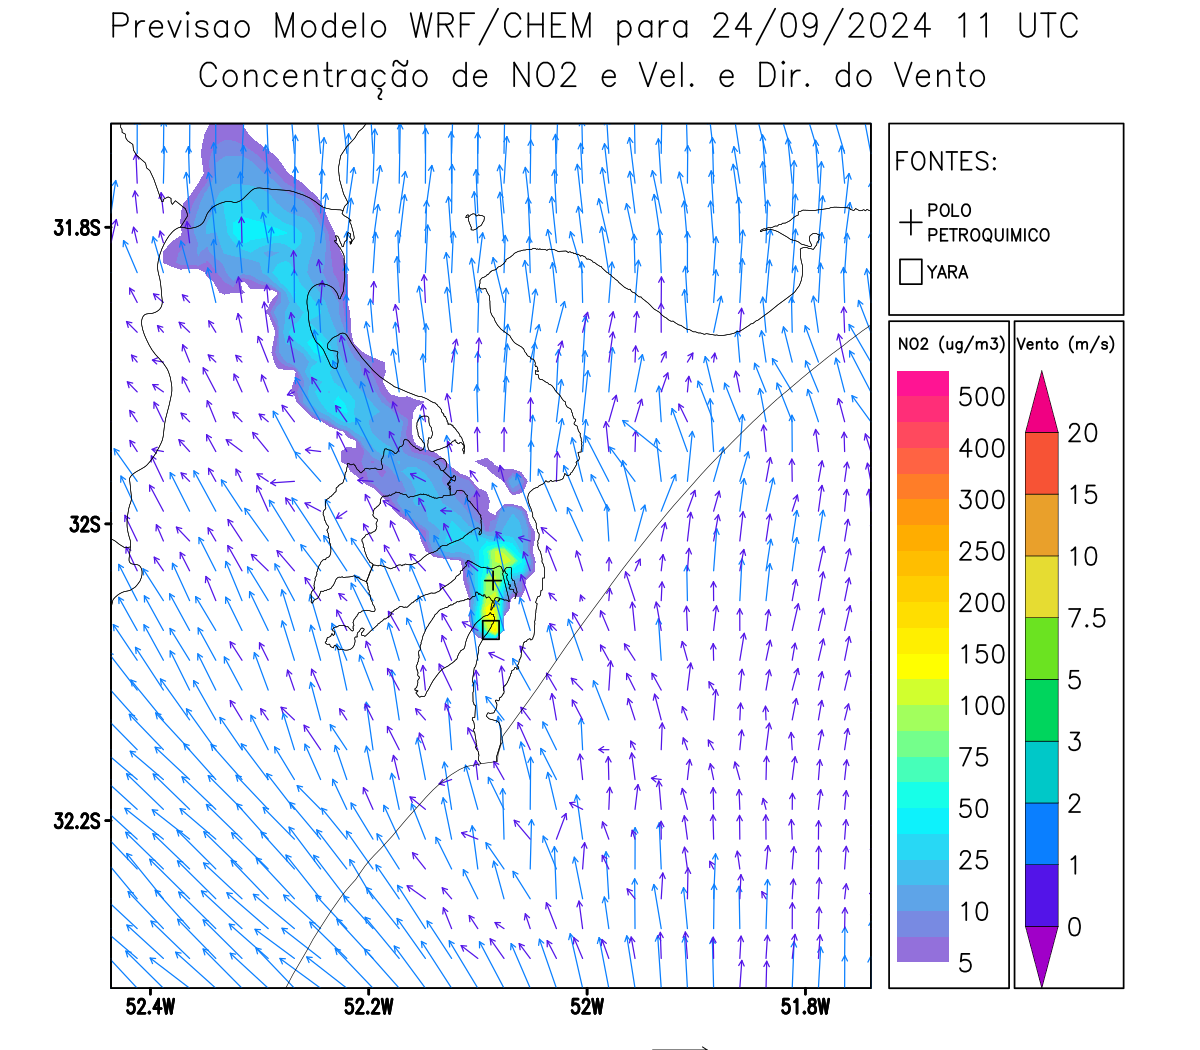 Previsao Modelo WRF/CHEM para 24/09/2024 11 UTC
Concentração de NO2 e Vel. e Dir. do Vento
FONTES:
POLO
PETROQUIMICO
YARA
NO2 (ug/m3)
500
400
300
250
200
150
100
75
50
25
10
5
Vento (m/s)
20
15
10
7.5
5
3
2
1
0
31.8S
32S
32.2S
52.4W
52.2W
52W
51.8W